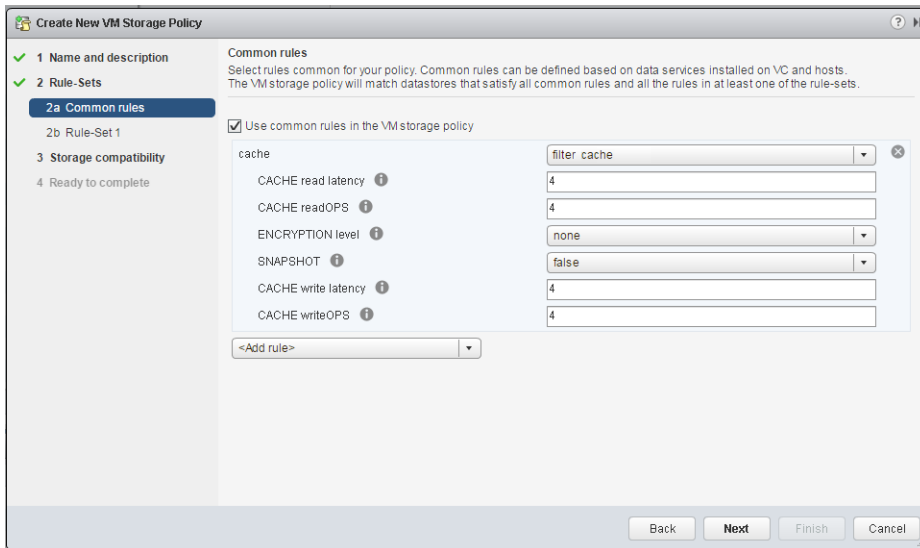 Create New VM Storage Policy
1 Name and description
2 Rule-Sets
2a Common rules
2b Rule-Set 1
3 Storage compatibility
4 Ready to complete
Common rules
Select rules common for your policy. Common rules can be defined based on data services installed on VC and hosts.
The VM storage policy will match datastores that satisfy all common rules and all the rules in at least one of the rule-sets.
Use common rules in the VM storage policy
cache filter cache
CACHE read latency 4
CACHE readOPS 4
ENCRYPTION level none
SNAPSHOT false
CACHE write latency 4
CACHE writeOPS 4
<Add rule>
Back Next Finish Cancel